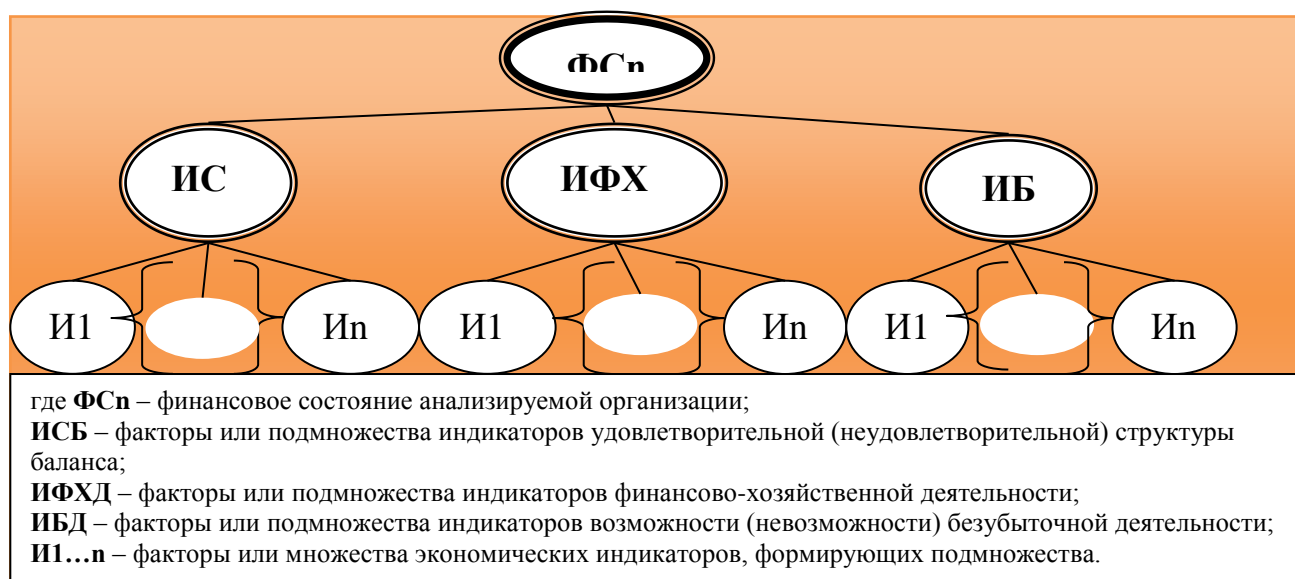 ФСn
ИС
ИФХ
ИБ
И1
Иn
И1
Иn
И1
Иn
где ФСn – финансовое состояние анализируемой организации;
ИСБ – факторы или подмножества индикаторов удовлетворительной (неудовлетворительной) структуры
баланса;
ИФХД – факторы или подмножества индикаторов финансово-хозяйственной деятельности;
ИБД – факторы или подмножества индикаторов возможности (невозможности) безубыточной деятельности;
И1…n – факторы или множества экономических индикаторов, формирующих подмножества.